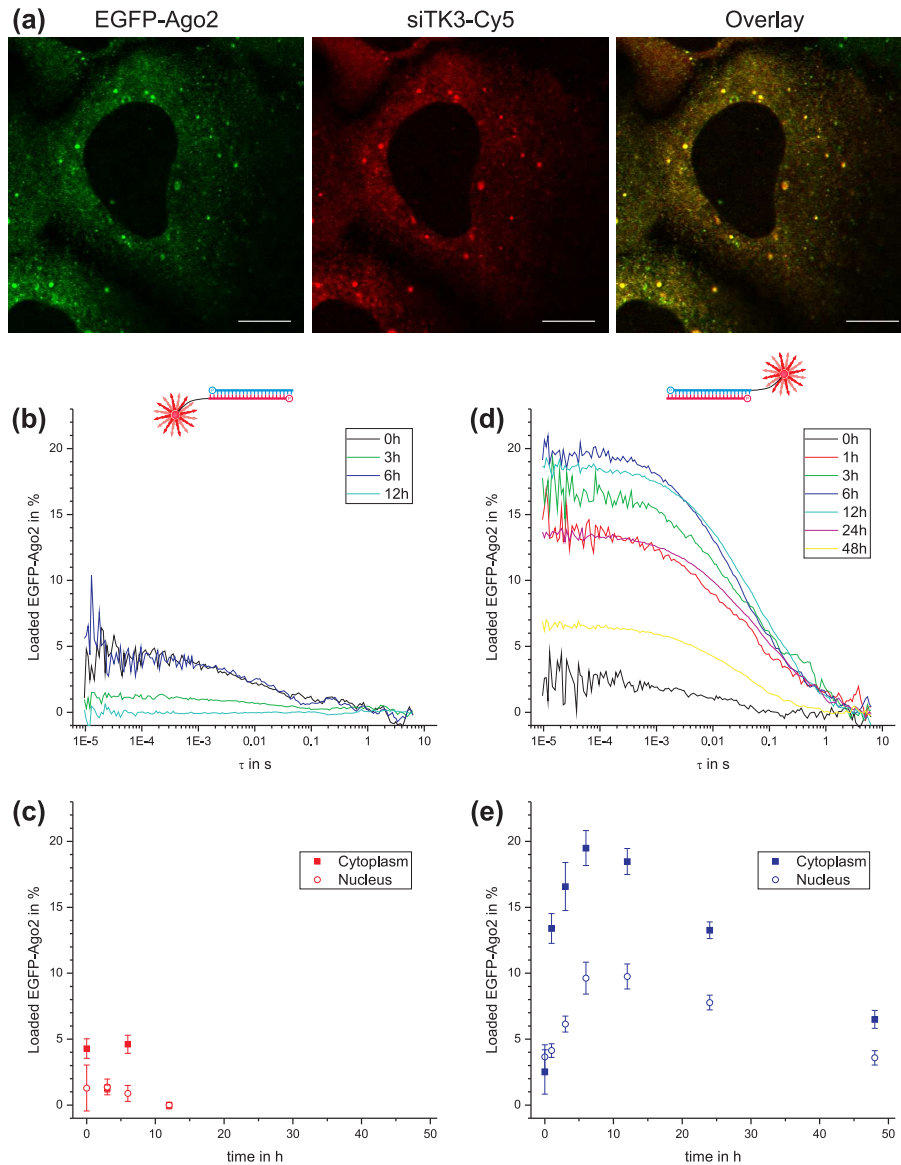 (a)
EGFP-Ago2
siTK3-Cy5
Overlay
(b)
P
P
Loaded EGFP-Ago2 in %
20
15
10
5
0
0h
3h
6h
12h
1E-5 1E-4 1E-3 0,01 0,1 1 10
τ in s
(d)
P
P
Loaded EGFP-Ago2 in %
20
15
10
5
0
0h
1h
3h
6h
12h
24h
48h
1E-5 1E-4 1E-3 0,01 0,1 1 10
τ in s
(c)
Loaded EGFP-Ago2 in %
20
15
10
5
0
Cytoplasm
Nucleus
0 10 20 30 40 50
time in h
(e)
Loaded EGFP-Ago2 in %
20
15
10
5
0
Cytoplasm
Nucleus
0 10 20 30 40 50
time in h